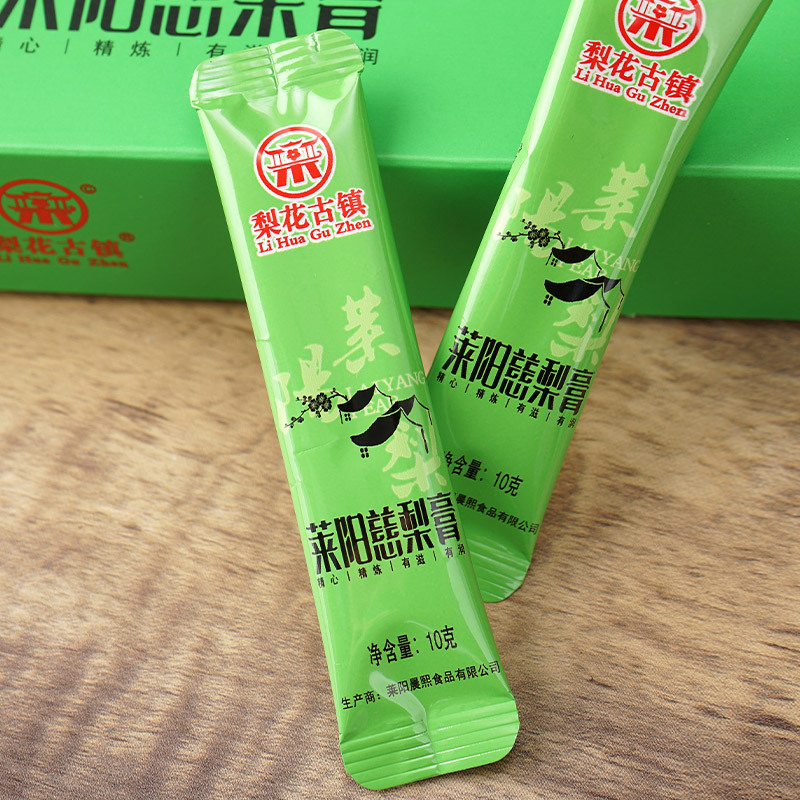 莱阳慈梨膏
精心｜精炼｜有滋｜有润
©
梨花古镇®
Li Hua Gu Zhen
梨花古镇
Li Hua Gu Zhen
莱阳
LAIYANG
PEAR
梨
莱阳慈梨膏
精心｜精炼｜有滋｜有润
净含量：10克
生产商：莱阳晨熙食品有限公司
梨花古镇
Li Hua Gu Zhen
莱阳
LAIYANG
PEAR
梨
莱阳慈梨膏
精心｜精炼｜有滋｜有润
净含量：10克
晨熙食品有限公司